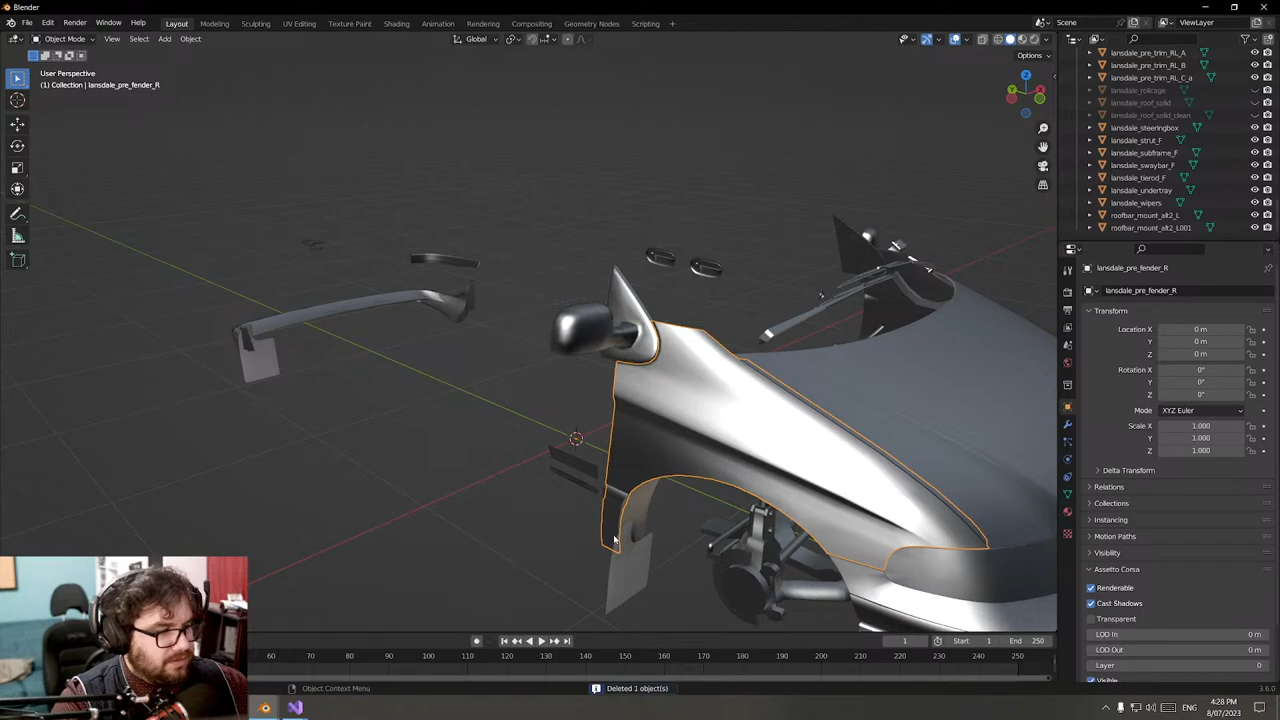 Blender
File Edit Render Window Help Layout Modeling Sculpting UV Editing Texture Paint Shading Animation Rendering Compositing Geometry Nodes Scripting + Scene ViewLayer
Object Mode View Select Add Object Global
Options
User Perspective
(1) Collection | lansdale_pre_fender_R
Z
Y
X
lansdale_pre_trim_RL_A
lansdale_pre_trim_RL_B
lansdale_pre_trim_RL_C_a
lansdale_rollcage
lansdale_roof_solid
lansdale_roof_solid_clean
lansdale_steeringbox
lansdale_strut_F
lansdale_subframe_F
lansdale_swaybar_F
lansdale_tierod_F
lansdale_undertray
lansdale_wipers
roofbar_mount_alt2_L
roofbar_mount_alt2_L001
lansdale_pre_fender_R
lansdale_pre_fender_R
Transform
Location X 0 m
Y 0 m
Z 0 m
Rotation X 0°
Y 0°
Z 0°
Mode XYZ Euler
Scale X 1.000
Y 1.000
Z 1.000
Delta Transform
Relations
Collections
Instancing
Motion Paths
Visibility
Assetto Corsa
Renderable
Cast Shadows
Transparent
LOD In 0 m
LOD Out 0 m
Layer 0
Visible
1 Start 1 End 250
60 70 80 90 100 110 120 130 140 150 160 170 180 190 200 210 220 230 240 250
Object Context Menu Deleted 1 object(s) 3.6.0
ENG 4:28 PM
8/07/2023